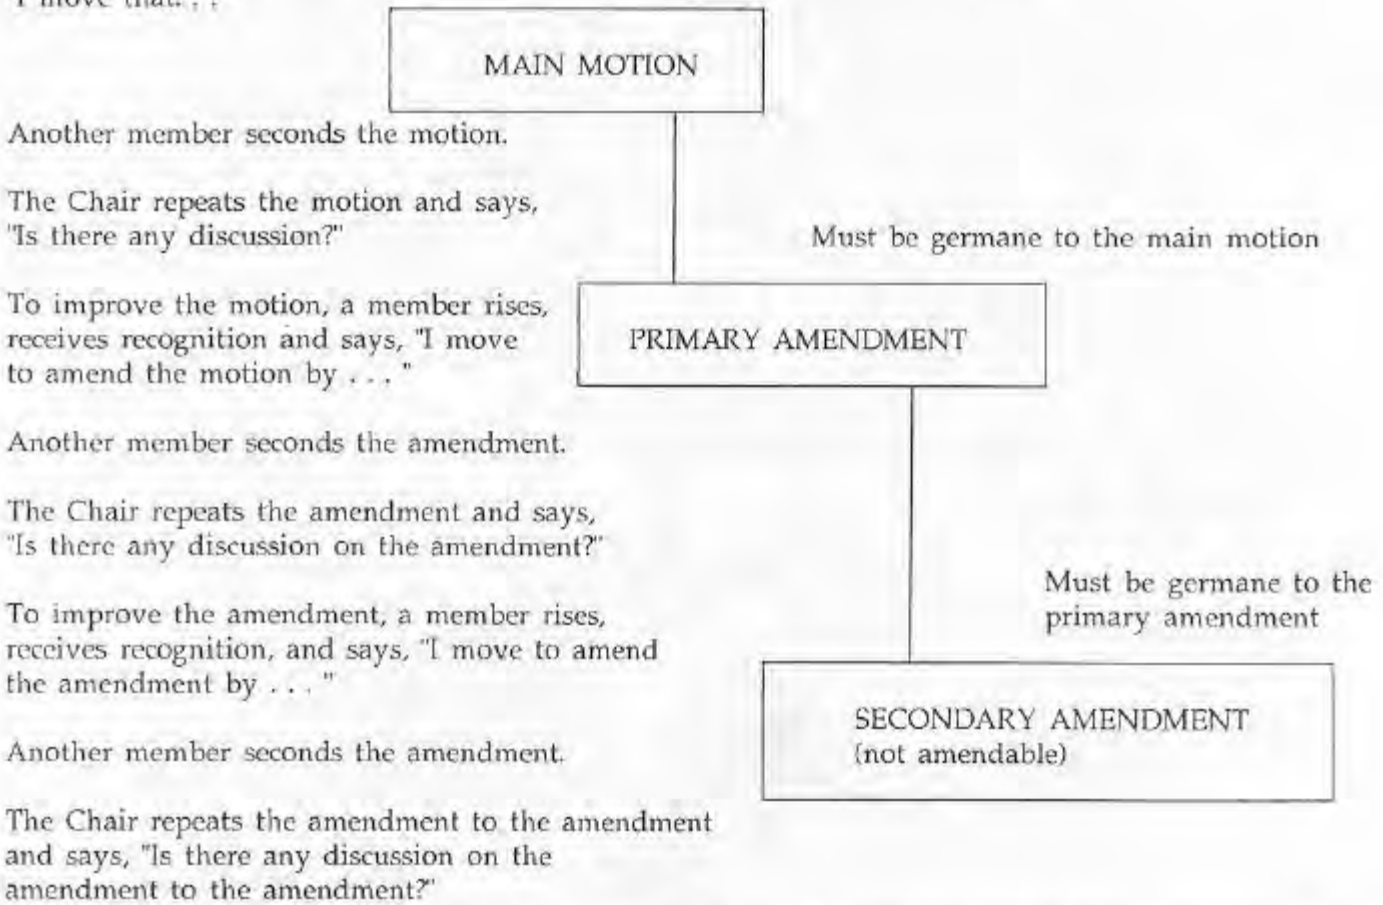 "I move that. . .
MAIN MOTION
Another member seconds the motion.
The Chair repeats the motion and says,
"Is there any discussion?"
Must be germane to the main motion
To improve the motion, a member rises,
receives recognition and says, "I move
to amend the motion by . . . "
PRIMARY AMENDMENT
Another member seconds the amendment.
The Chair repeats the amendment and says,
"Is there any discussion on the amendment?"
Must be germane to the
primary amendment
To improve the amendment, a member rises,
receives recognition, and says, "I move to amend
the amendment by . . . "
SECONDARY AMENDMENT
(not amendable)
Another member seconds the amendment.
The Chair repeats the amendment to the amendment
and says, "Is there any discussion on the
amendment to the amendment?"